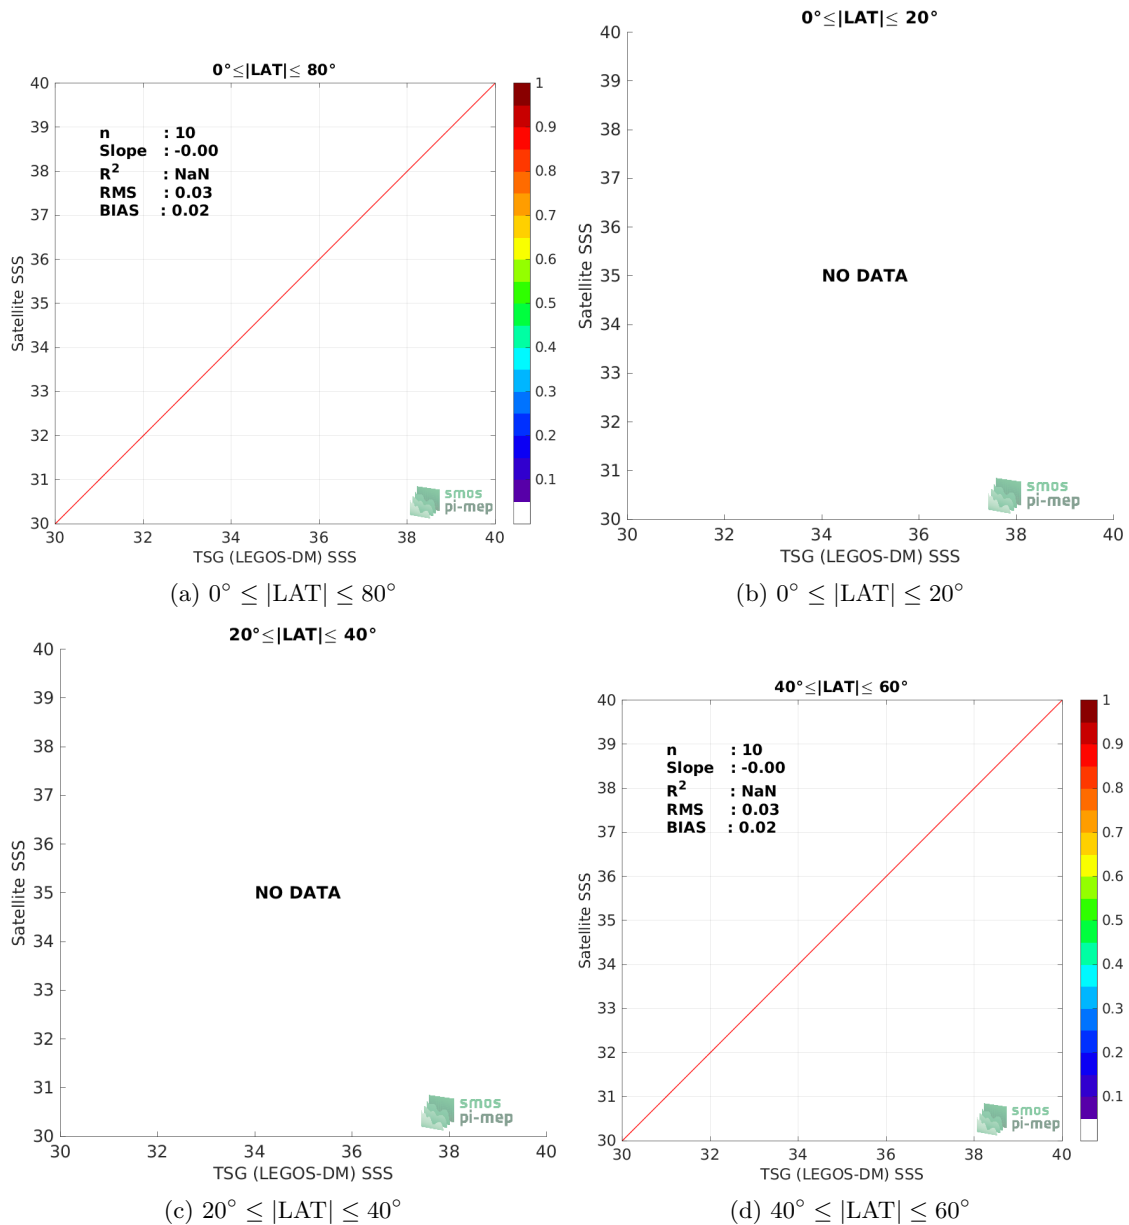 0°≤|LAT|≤ 80°
40
39
38
37
36
35
34
33
32
31
30
Satellite SSS
n : 10
Slope : -0.00
R² : NaN
RMS : 0.03
BIAS : 0.02
smos
pi-mep
30 32 34 36 38 40
TSG (LEGOS-DM) SSS
1
0.9
0.8
0.7
0.6
0.5
0.4
0.3
0.2
0.1
(a) 0° ≤ |LAT| ≤ 80°
0°≤|LAT|≤ 20°
40
39
38
37
36
35
34
33
32
31
30
Satellite SSS
NO DATA
smos
pi-mep
30 32 34 36 38 40
TSG (LEGOS-DM) SSS
(b) 0° ≤ |LAT| ≤ 20°
20°≤|LAT|≤ 40°
40
39
38
37
36
35
34
33
32
31
30
Satellite SSS
NO DATA
smos
pi-mep
30 32 34 36 38 40
TSG (LEGOS-DM) SSS
(c) 20° ≤ |LAT| ≤ 40°
40°≤|LAT|≤ 60°
40
39
38
37
36
35
34
33
32
31
30
Satellite SSS
n : 10
Slope : -0.00
R² : NaN
RMS : 0.03
BIAS : 0.02
smos
pi-mep
30 32 34 36 38 40
TSG (LEGOS-DM) SSS
1
0.9
0.8
0.7
0.6
0.5
0.4
0.3
0.2
0.1
(d) 40° ≤ |LAT| ≤ 60°